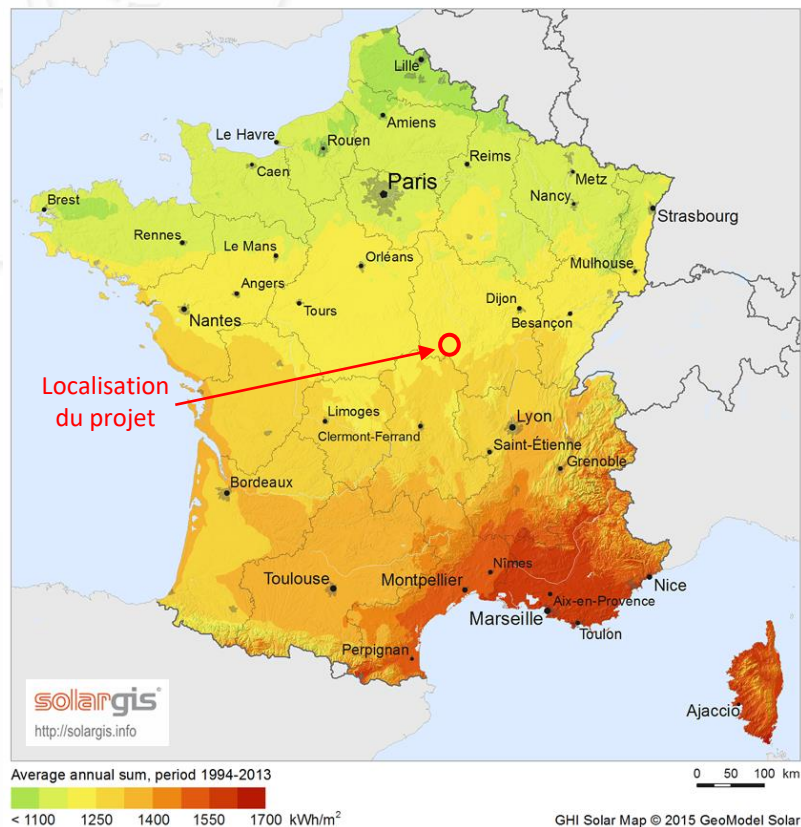 Lille
Amiens
Le Havre
Rouen
Caen
Reims
Metz
Paris
Nancy
Brest
Strasbourg
Rennes
Le Mans
Orléans
Mulhouse
Angers
Tours
Dijon
Nantes
Besançon
Localisation
du projet
Limoges
Lyon
Clermont-Ferrand
Saint-Étienne
Grenoble
Bordeaux
Nîmes
Toulouse
Montpellier
Nice
Aix-en-Provence
Marseille
Toulon
Perpignan
Ajaccio
solargis
http://solargis.info
Average annual sum, period 1994-2013
0 50 100 km
< 1100 1250 1400 1550 1700 kWh/m²
GHI Solar Map © 2015 GeoModel Solar